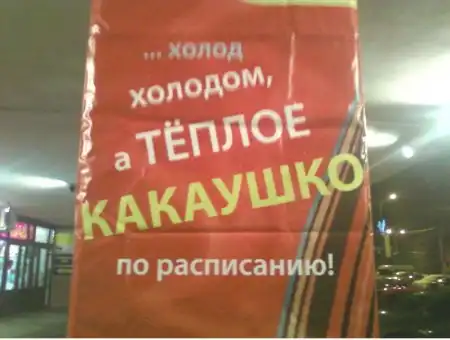 ... холод
холодом,
а ТЁПЛОЕ
КАКАУШКО
по расписанию!